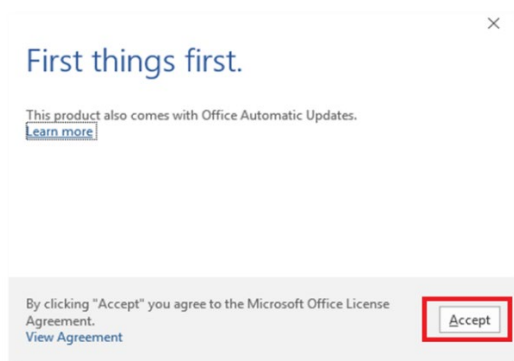 First things first.
This product also comes with Office Automatic Updates.
Learn more
By clicking "Accept" you agree to the Microsoft Office License
Agreement.
View Agreement
Accept